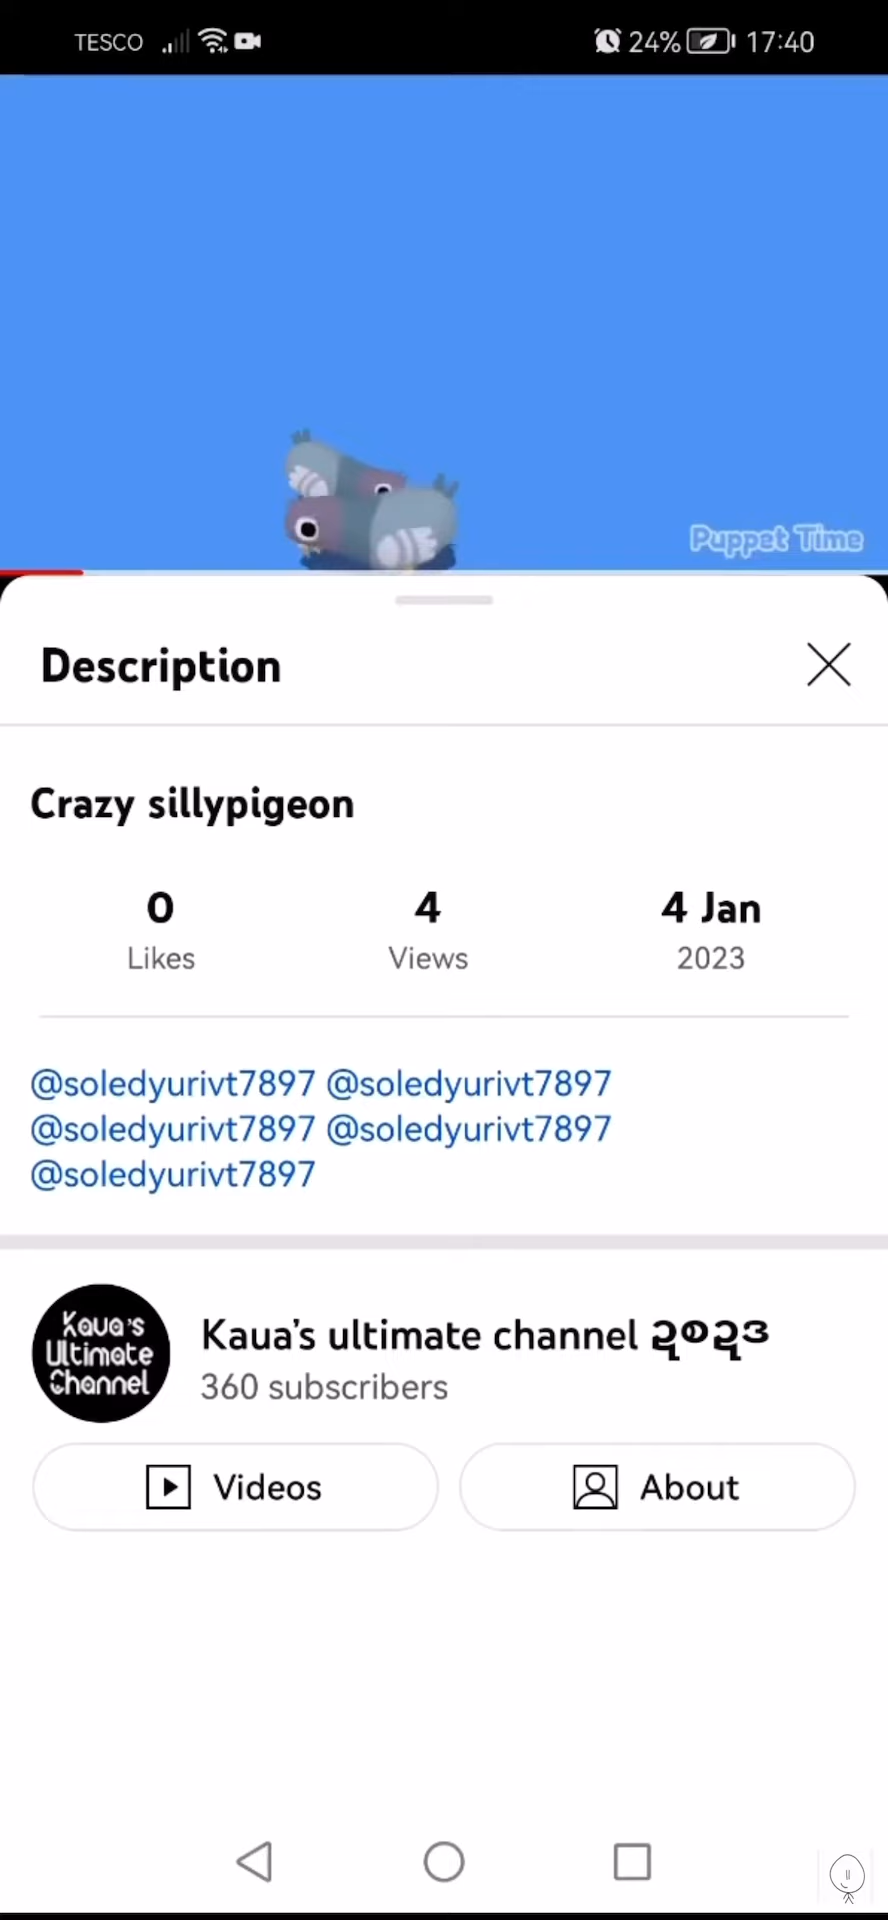 TESCO 24% 17:40
Puppet Time
Description
Crazy sillypigeon
0 4 4 Jan
Likes Views 2023
@soledyurivt7897 @soledyurivt7897
@soledyurivt7897 @soledyurivt7897
@soledyurivt7897
Kaua's
Ultimate
Channel
Kaua's ultimate channel
360 subscribers
Videos About